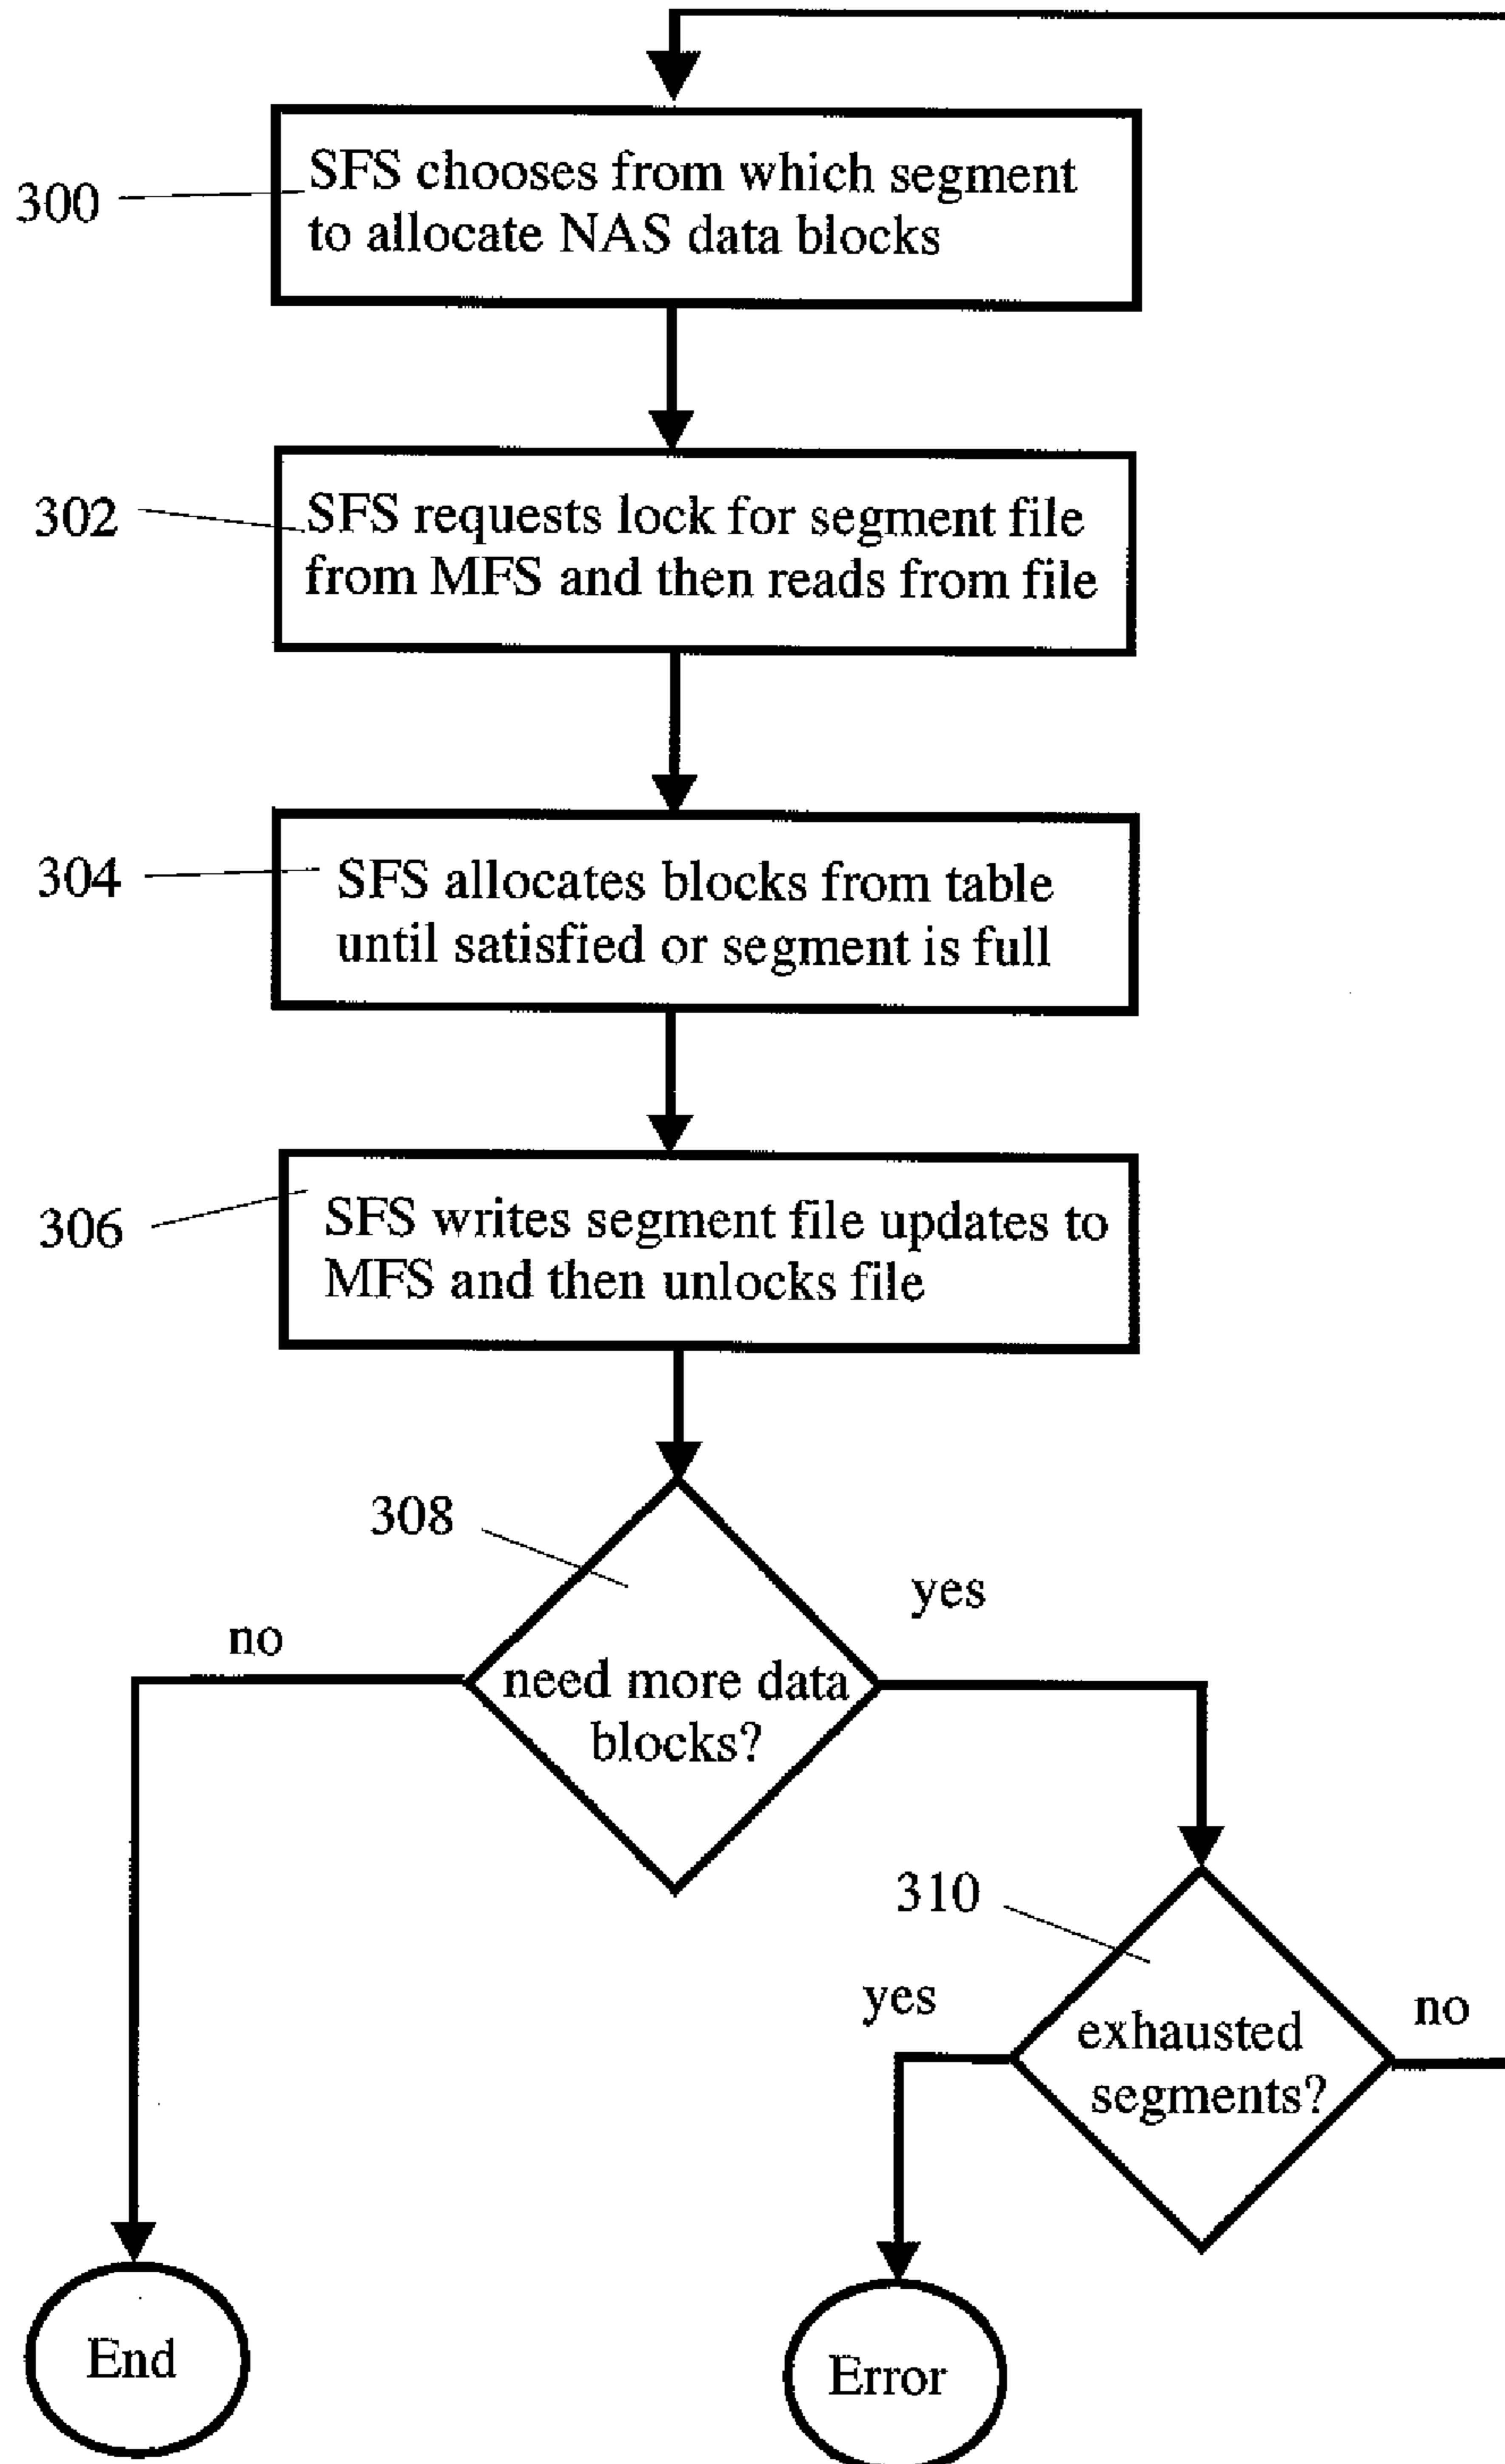 300
SFS chooses from which segment
to allocate NAS data blocks
302
SFS requests lock for segment file
from MFS and then reads from file
304
SFS allocates blocks from table
until satisfied or segment is full
306
SFS writes segment file updates to
MFS and then unlocks file
308
yes
no
need more data
blocks?
310
yes
no
exhausted
segments?
End
Error